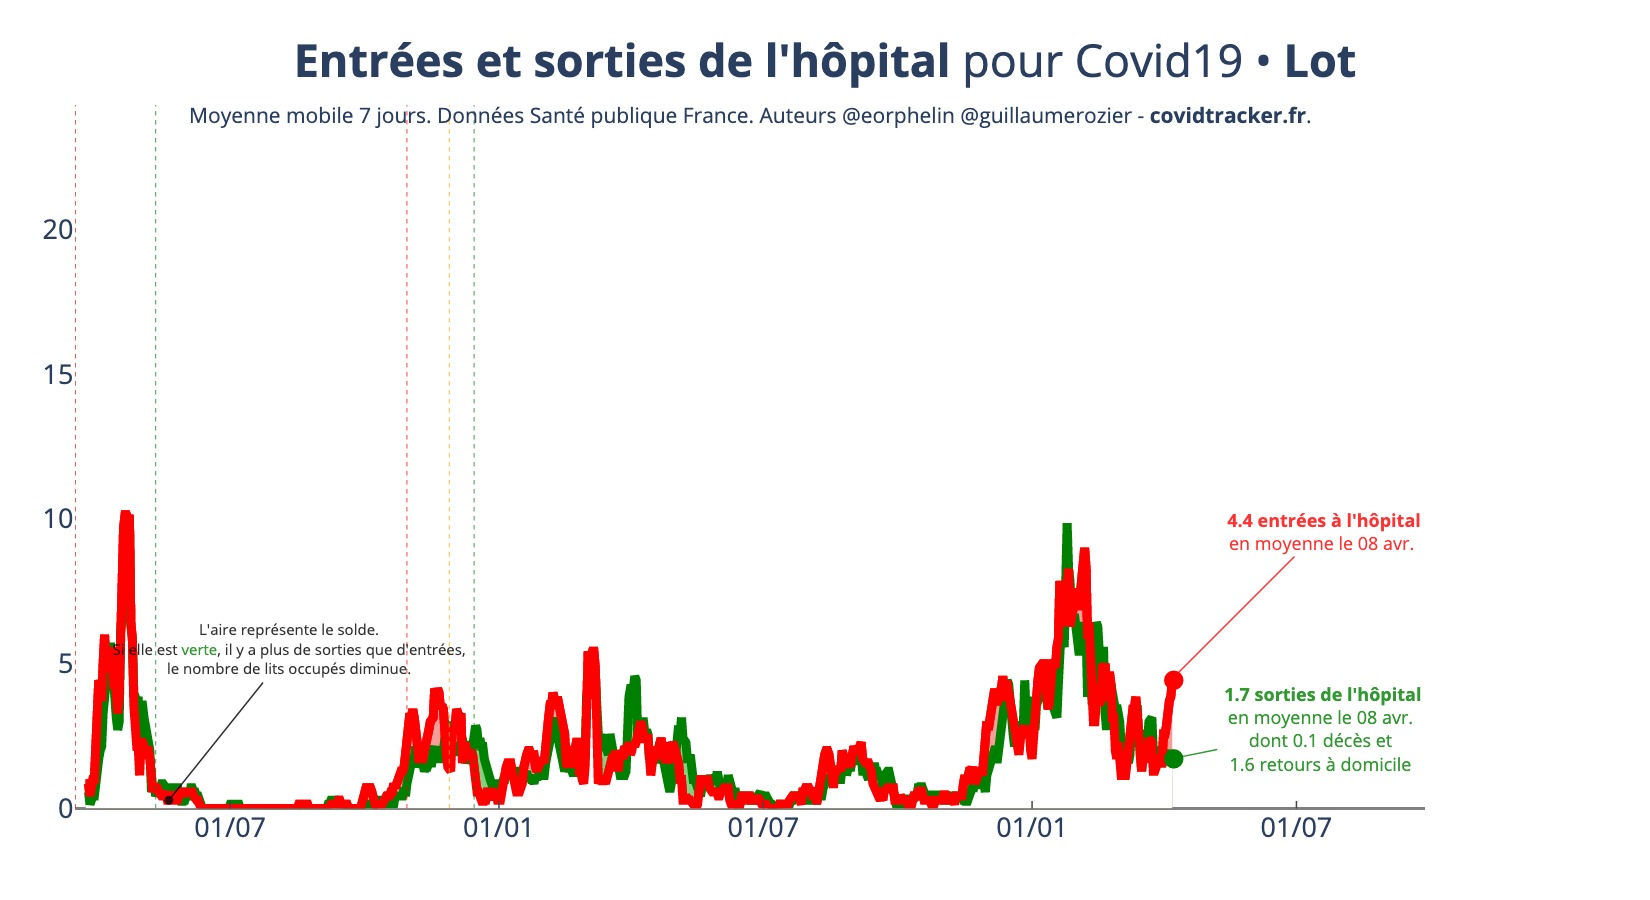 Entrées et sorties de l'hôpital pour Covid19 • Lot
Moyenne mobile 7 jours. Données Santé publique France. Auteurs @eorphelin @guillaumerozier - covidtracker.fr.
20
15
10
5
0
L'aire représente le solde.
Si elle est verte, il y a plus de sorties que d'entrées,
le nombre de lits occupés diminue.
4.4 entrées à l'hôpital
en moyenne le 08 avr.
1.7 sorties de l'hôpital
en moyenne le 08 avr.
dont 0.1 décès et
1.6 retours à domicile
01/07
01/01
01/07
01/01
01/07